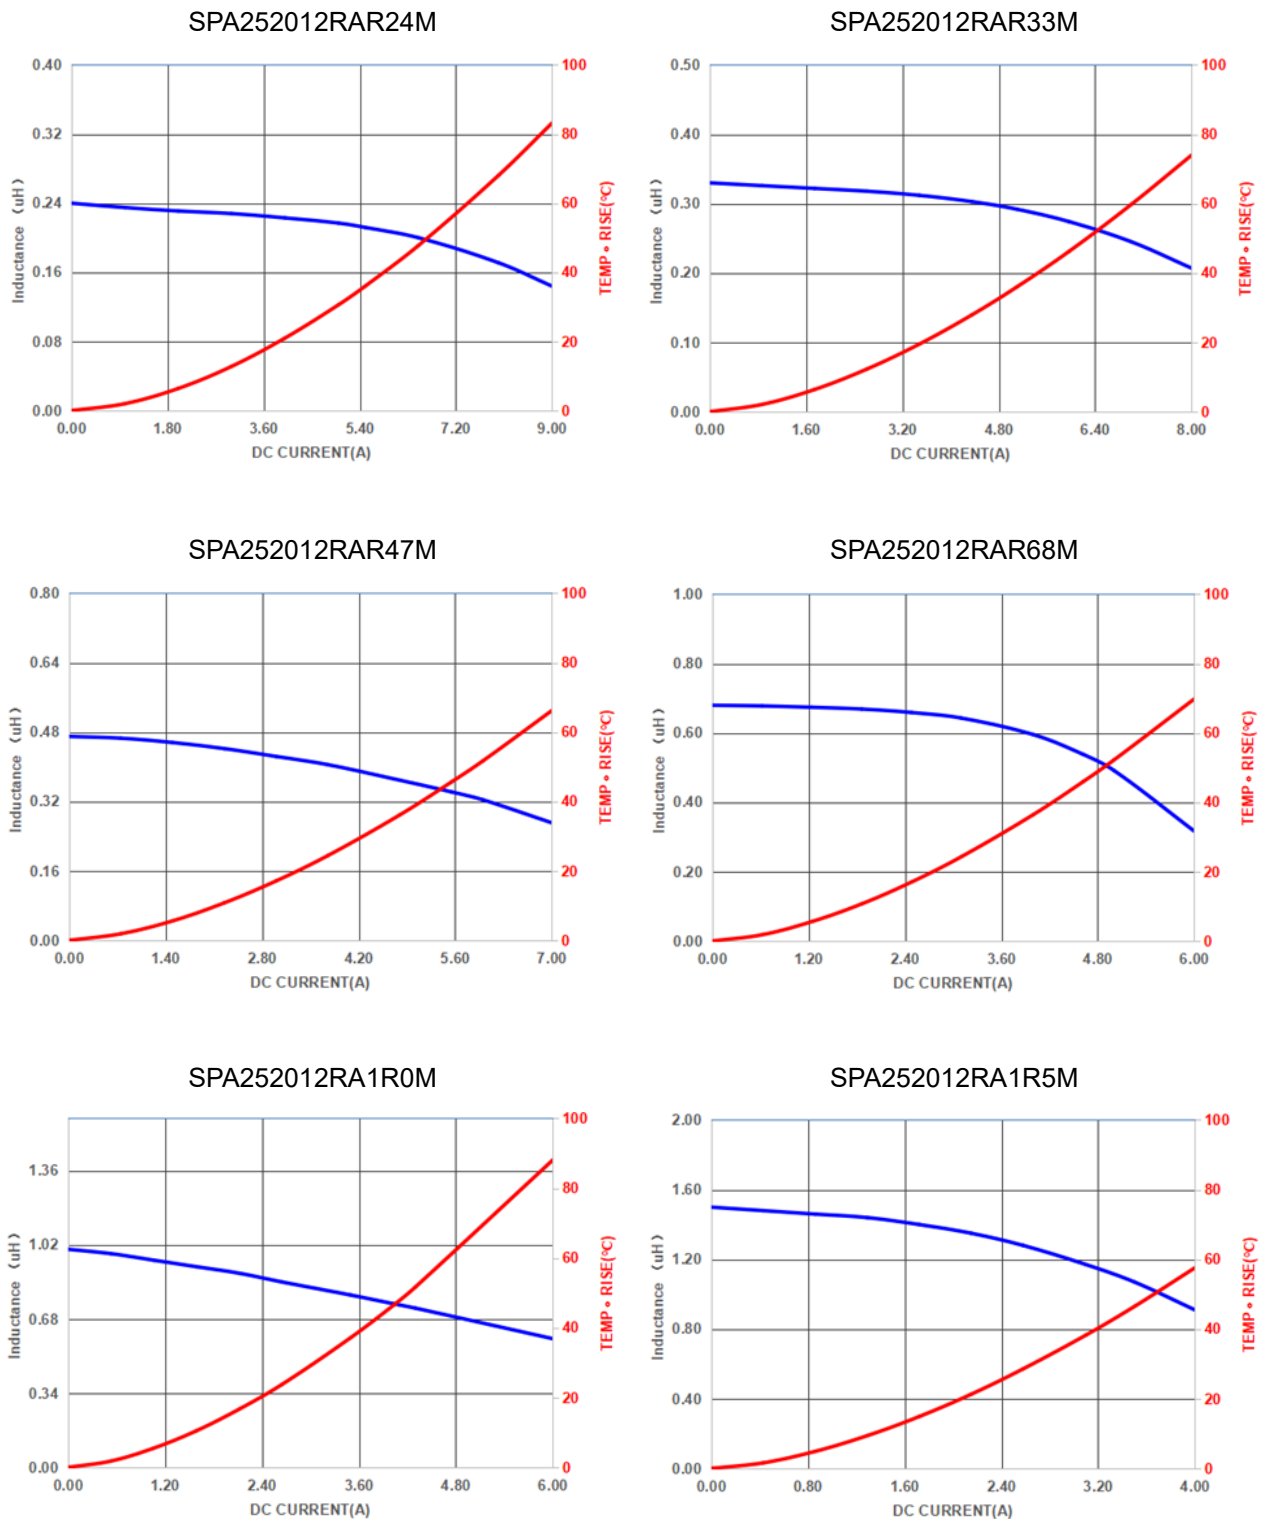 SPA252012RAR24M
SPA252012RAR33M
0.40
0.32
0.24
0.16
0.08
0.00
Inductance （uH）
100
80
60
40
20
0
TEMP • RISE(℃)
0.00 1.80 3.60 5.40 7.20 9.00
DC CURRENT(A)
0.50
0.40
0.30
0.20
0.10
0.00
Inductance （uH）
100
80
60
40
20
0
TEMP • RISE(℃)
0.00 1.60 3.20 4.80 6.40 8.00
DC CURRENT(A)
SPA252012RAR47M
SPA252012RAR68M
0.80
0.64
0.48
0.32
0.16
0.00
Inductance （uH）
100
80
60
40
20
0
TEMP • RISE(℃)
0.00 1.40 2.80 4.20 5.60 7.00
DC CURRENT(A)
1.00
0.80
0.60
0.40
0.20
0.00
Inductance （uH）
100
80
60
40
20
0
TEMP • RISE(℃)
0.00 1.20 2.40 3.60 4.80 6.00
DC CURRENT(A)
SPA252012RA1R0M
SPA252012RA1R5M
1.36
1.02
0.68
0.34
0.00
Inductance （uH）
100
80
60
40
20
0
TEMP • RISE(℃)
0.00 1.20 2.40 3.60 4.80 6.00
DC CURRENT(A)
2.00
1.60
1.20
0.80
0.40
0.00
Inductance （uH）
100
80
60
40
20
0
TEMP • RISE(℃)
0.00 0.80 1.60 2.40 3.20 4.00
DC CURRENT(A)